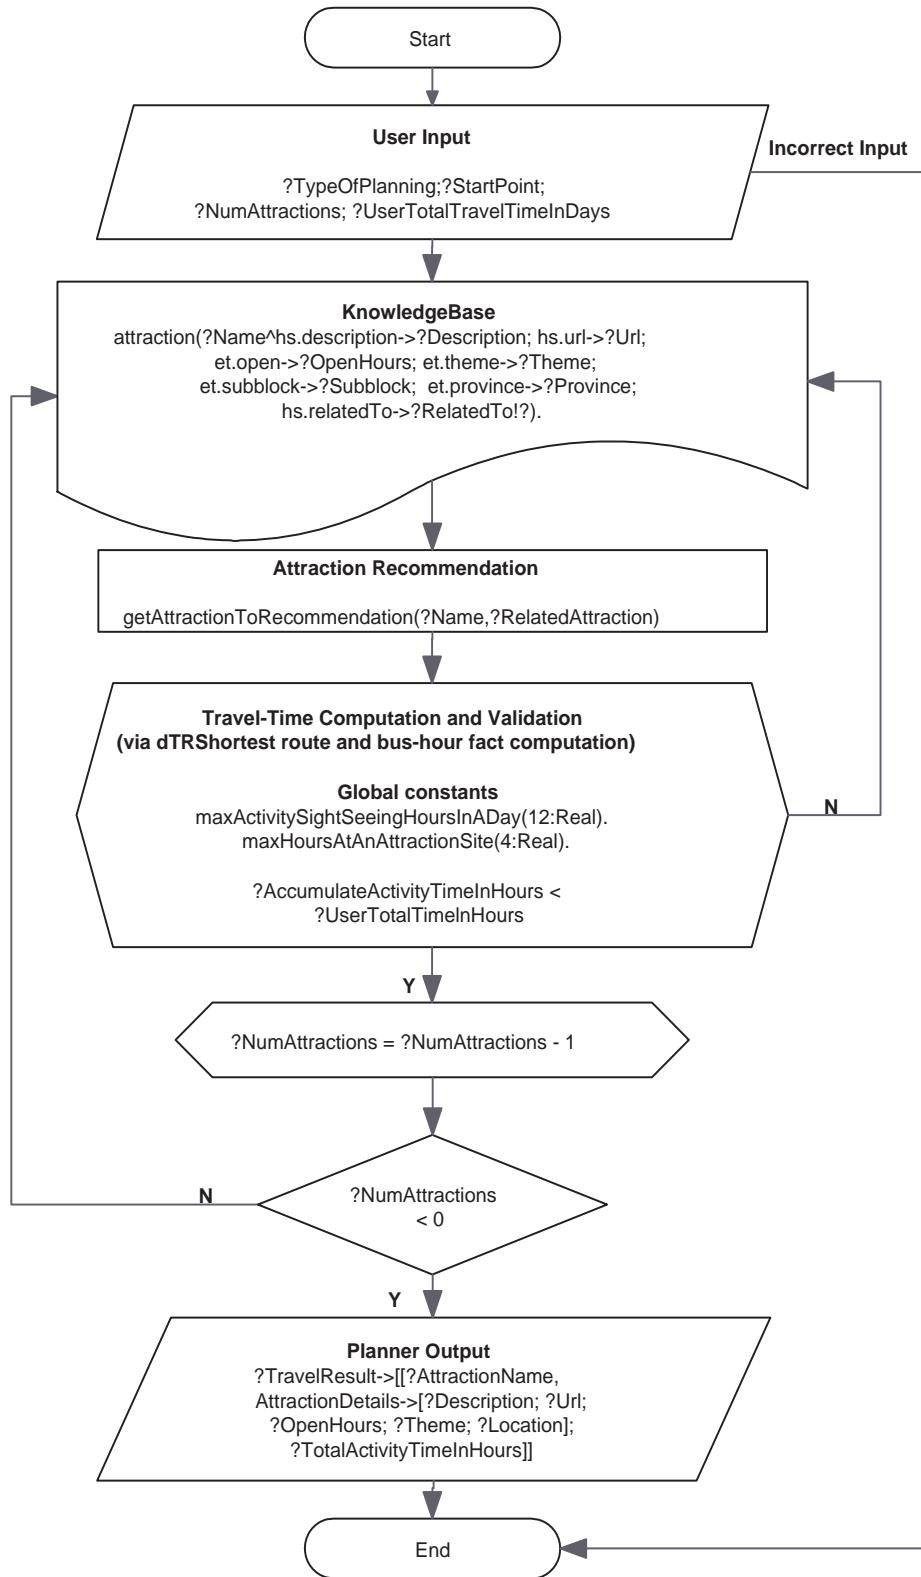 Start
User Input
Incorrect Input
?TypeOfPlanning;?StartPoint;
?NumAttractions; ?UserTotalTravelTimeInDays
KnowledgeBase
attraction(?Name^hs.description->?Description; hs.url->?Url;
et.open->?OpenHours; et.theme->?Theme;
et.subblock->?Subblock; et.province->?Province;
hs.relatedTo->?RelatedTo!?).
Attraction Recommendation
getAttractionToRecommendation(?Name,?RelatedAttraction)
Travel-Time Computation and Validation
(via dTRShortest route and bus-hour fact computation)
Global constants
maxActivitySightSeeingHoursInADay(12:Real).
maxHoursAtAnAttractionSite(4:Real).
N
?AccumulateActivityTimeInHours <
?UserTotalTimeInHours
Y
?NumAttractions = ?NumAttractions - 1
N
?NumAttractions
< 0
Y
Planner Output
?TravelResult->[[?AttractionName,
AttractionDetails->[?Description; ?Url;
?OpenHours; ?Theme; ?Location];
?TotalActivityTimeInHours]]
End